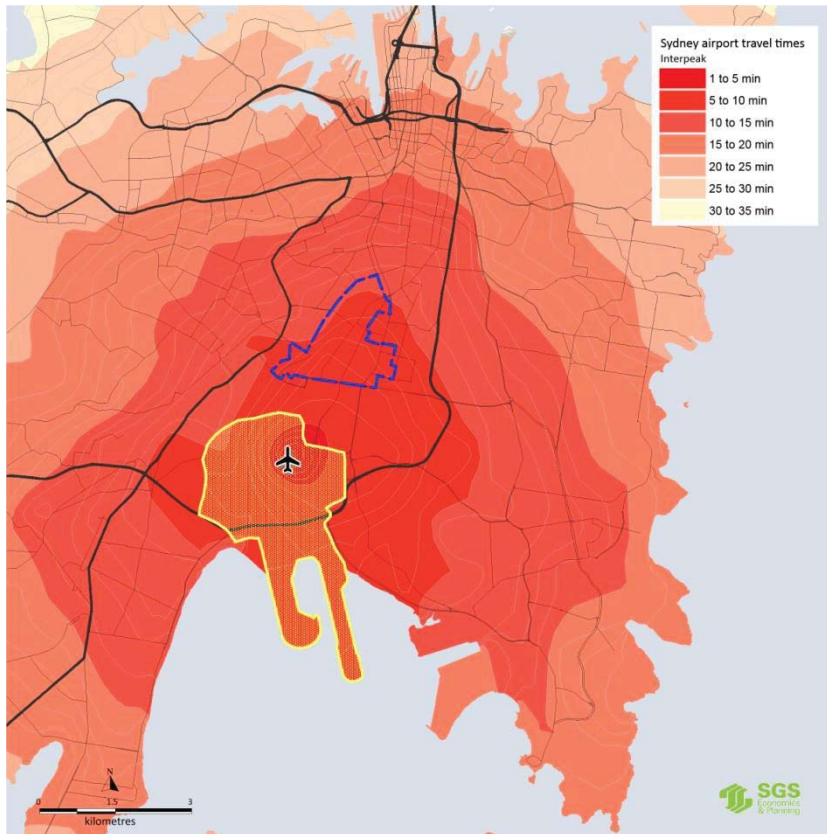 Sydney airport travel times
Interpeak
1 to 5 min
5 to 10 min
10 to 15 min
15 to 20 min
20 to 25 min
25 to 30 min
30 to 35 min
N
0 1.5 3
kilometres
SGS
Economics
& Planning